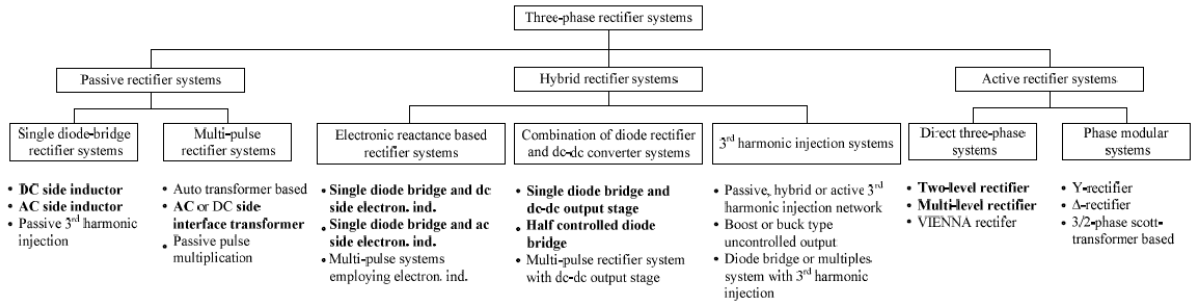 Three-phase rectifier systems
Passive rectifier systems
Hybrid rectifier systems
Active rectifier systems
Single diode-bridge
rectifier systems
Multi-pulse
rectifier systems
Electronic reactance based
rectifier systems
Combination of diode rectifier
and dc-dc converter systems
3rd harmonic injection systems
Direct three-phase
systems
Phase modular
systems
• DC side inductor
• AC side inductor
• Passive 3rd harmonic
injection
• Auto transformer based
• AC or DC side
interface transformer
• Passive pulse
multiplication
• Single diode bridge and dc
side electron. ind.
• Single diode bridge and ac
side electron. ind.
• Multi-pulse systems
employing electron. ind.
• Single diode bridge and
dc-dc output stage
• Half controlled diode
bridge
• Multi-pulse rectifier system
with dc-dc output stage
• Passive, hybrid or active 3rd
harmonic injection network
• Boost or buck type
uncontrolled output
• Diode bridge or multiples
system with 3rd harmonic
injection
• Two-level rectifier
• Multi-level rectifier
• VIENNA rectifer
• Y-rectifier
• Δ-rectifier
• 3/2-phase scott-
transformer based